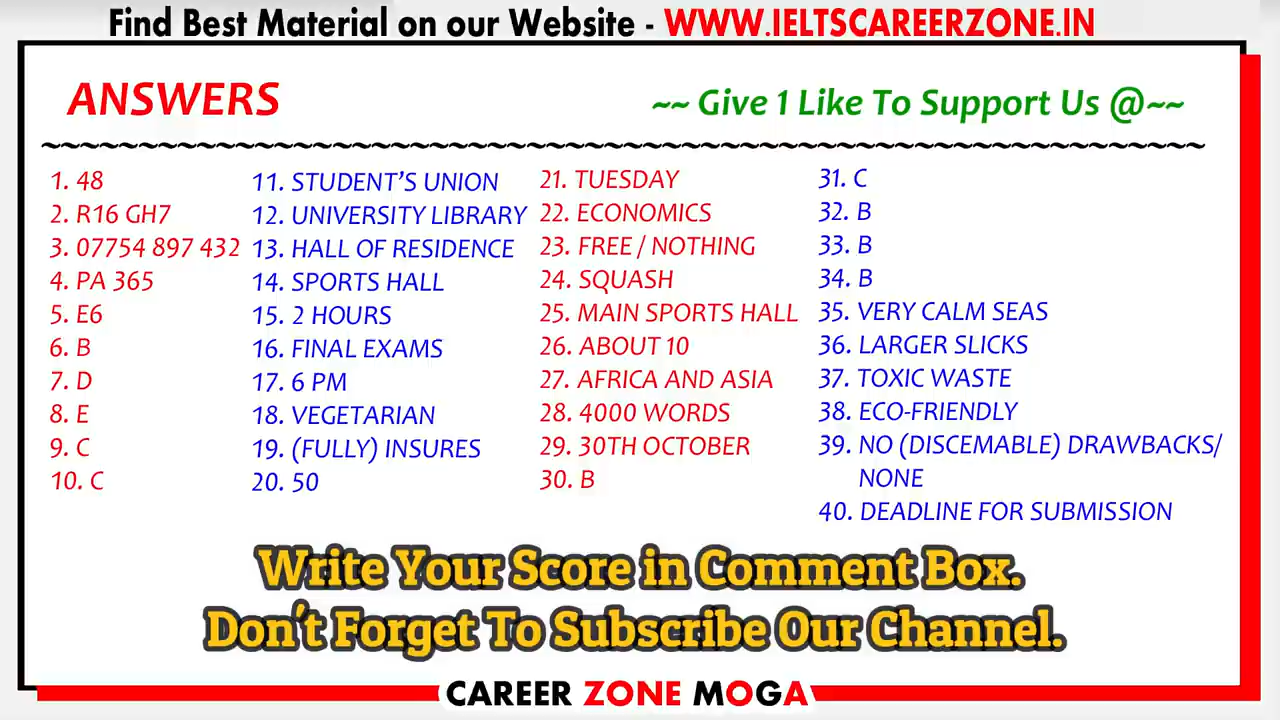 Find Best Material on our Website - WWW.IELTSCAREERZONE.IN
ANSWERS
~~ Give 1 Like To Support Us @~~
1. 48
2. R16 GH7
3. 07754 897 432
4. PA 365
5. E6
6. B
7. D
8. E
9. C
10. C
11. STUDENT'S UNION
12. UNIVERSITY LIBRARY
13. HALL OF RESIDENCE
14. SPORTS HALL
15. 2 HOURS
16. FINAL EXAMS
17. 6 PM
18. VEGETARIAN
19. (FULLY) INSURES
20. 50
21. TUESDAY
22. ECONOMICS
23. FREE / NOTHING
24. SQUASH
25. MAIN SPORTS HALL
26. ABOUT 10
27. AFRICA AND ASIA
28. 4000 WORDS
29. 30TH OCTOBER
30. B
31. C
32. B
33. B
34. B
35. VERY CALM SEAS
36. LARGER SLICKS
37. TOXIC WASTE
38. ECO-FRIENDLY
39. NO (DISCEMABLE) DRAWBACKS/
NONE
40. DEADLINE FOR SUBMISSION
Write Your Score in Comment Box.
Don't Forget To Subscribe Our Channel.
CAREER ZONE MOGA